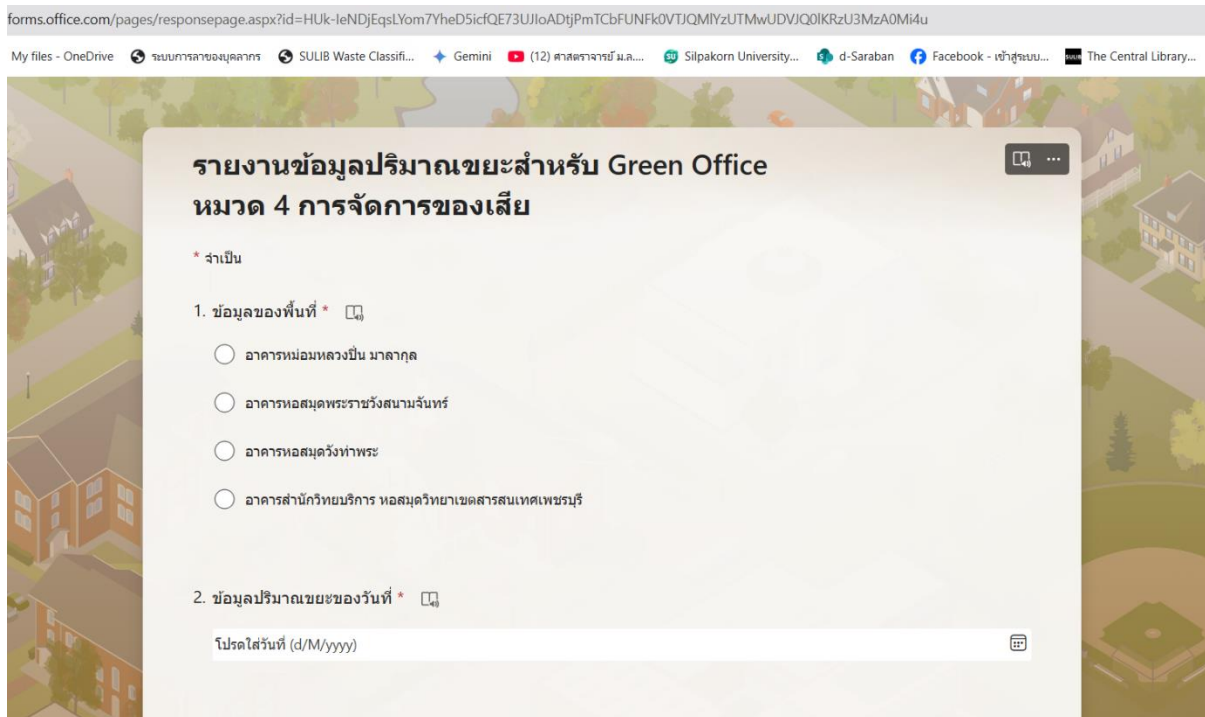 forms.office.com/pages/responsepage.aspx?id=HUk-IeNDjEqsLYom7YheD5icfQE73UJIoADtjPmTCbFUNFk0VTJQMlYzUTMwUDVJQ0lKRzU3MzA0Mi4u
My files - OneDrive ระบบการลาของบุคลากร SULIB Waste Classifi... Gemini (12) ศาสตราจารย์ ม.ล.... Silpakorn University... d-Saraban Facebook - เข้าสู่ระบบ... The Central Library...
รายงานข้อมูลปริมาณขยะสำหรับ Green Office
หมวด 4 การจัดการของเสีย
* จำเป็น
1. ข้อมูลของพื้นที่ *
อาคารหม่อมหลวงปิ่น มาลากุล
อาคารหอสมุดพระราชวังสนามจันทร์
อาคารหอสมุดวังท่าพระ
อาคารสำนักวิทยบริการ หอสมุดวิทยาเขตสารสนเทศเพชรบุรี
2. ข้อมูลปริมาณขยะของวันที่ *
โปรดใส่วันที่ (d/M/yyyy)